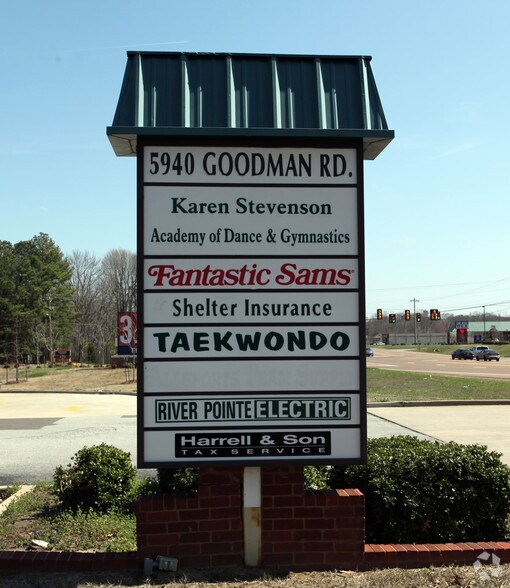 5940 GOODMAN RD.
Karen Stevenson
Academy of Dance & Gymnastics
Fantastic Sams®
Shelter Insurance
TAEKWONDO
RIVER POINTE ELECTRIC
Harrell & Son
TAX SERVICE
3